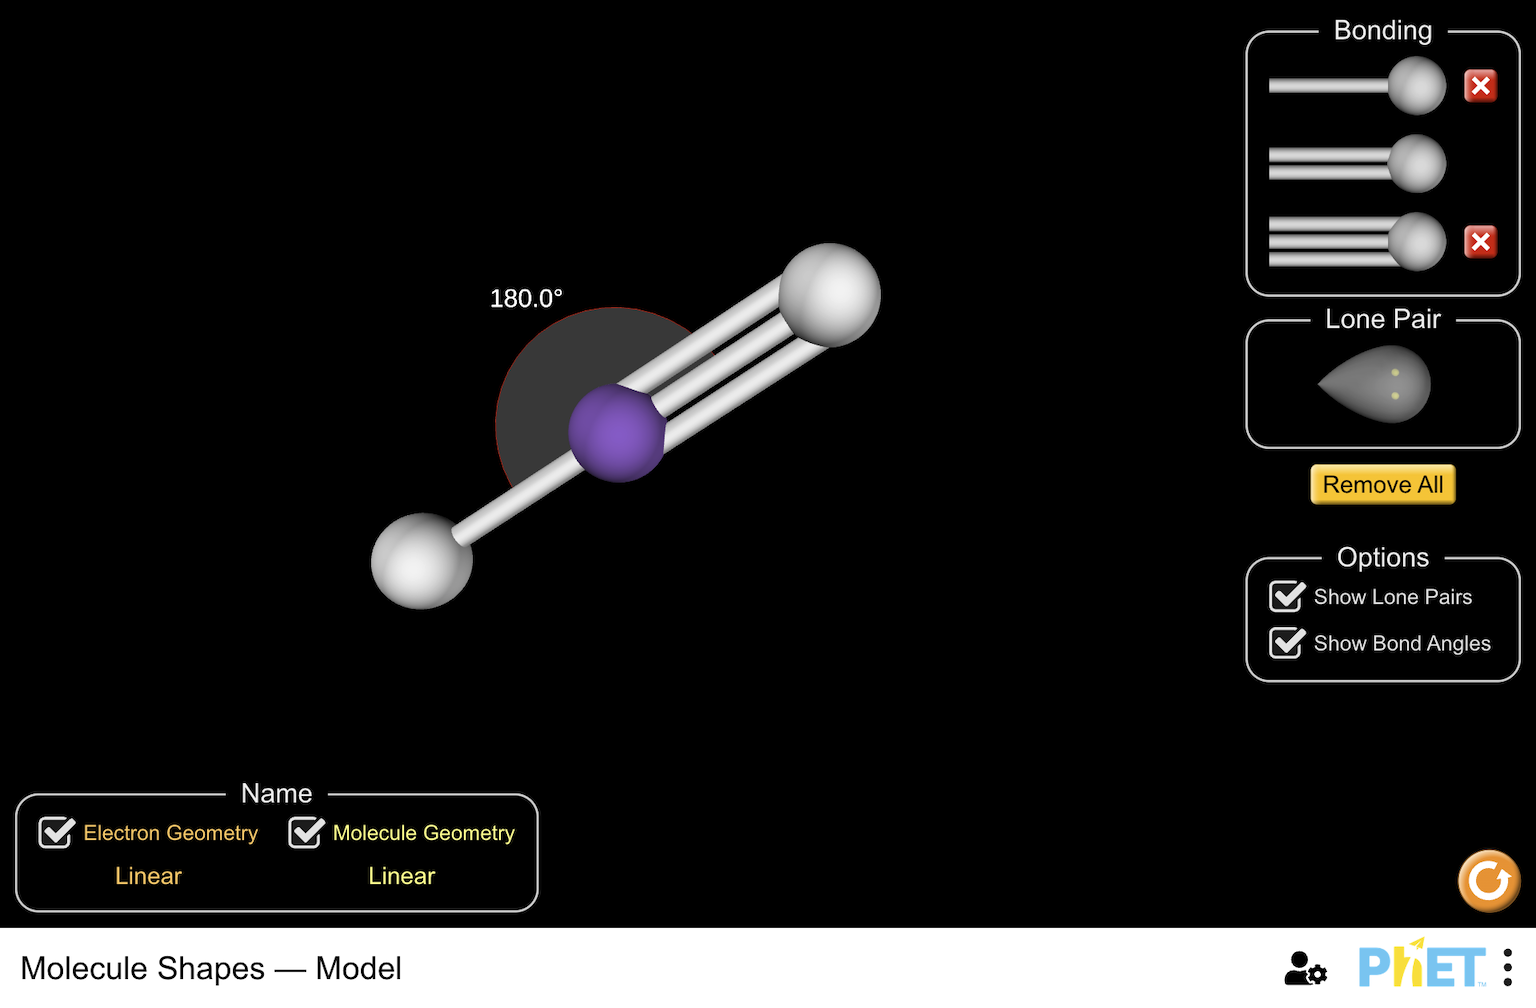 Bonding
180.0°
Lone Pair
Remove All
Options
Show Lone Pairs
Show Bond Angles
Name
Electron Geometry Molecule Geometry
Linear Linear
Molecule Shapes — Model
PhET™